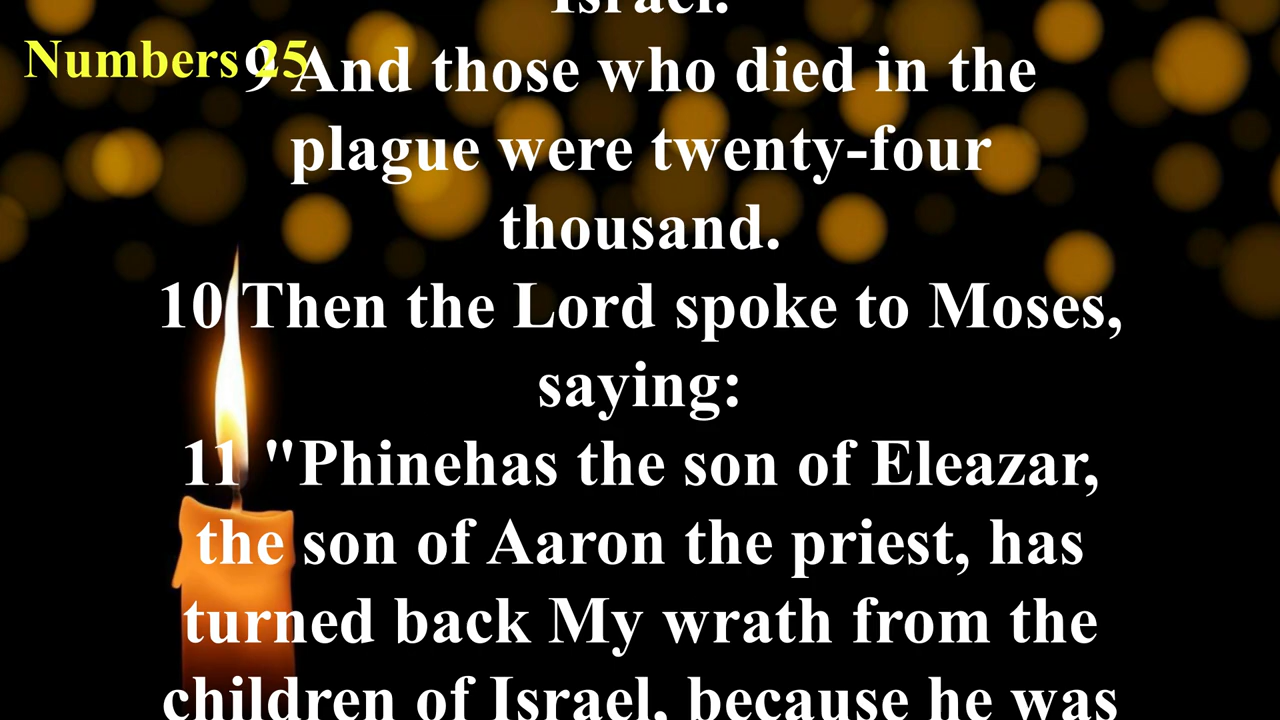 Israel.
Numbers 25
9 And those who died in the
plague were twenty-four
thousand.
10 Then the Lord spoke to Moses,
saying:
11 "Phinehas the son of Eleazar,
the son of Aaron the priest, has
turned back My wrath from the
children of Israel, because he was